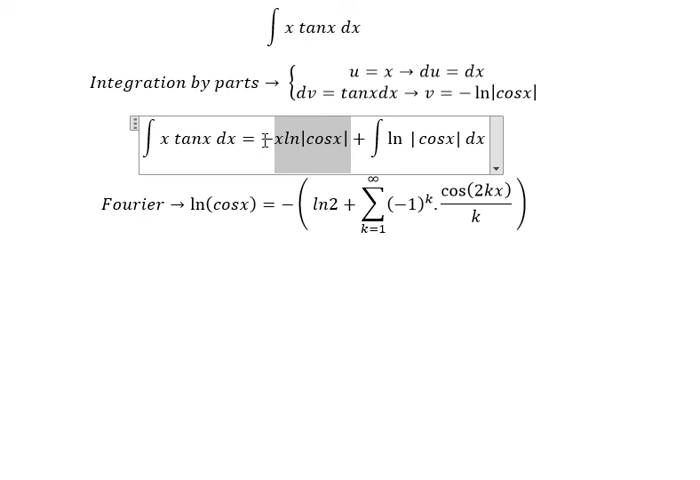 ∫ x tanx dx
Integration by parts → { u = x → du = dx
dv = tanxdx → v = − ln|cosx|
∫ x tanx dx = −xln|cosx| + ∫ ln |cosx| dx
Fourier → ln(cosx) = − ( ln2 + ∑_{k=1}^{∞} (−1)^k . cos(2kx)/k )